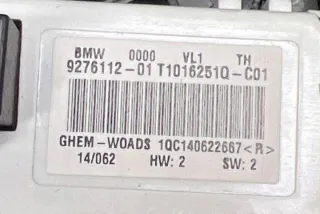 BMW 0000 VL1 TH
9276112-01 T1016251Q-C01
GHEM-WOADS 1QC140622667<R>
14/062 HW: 2 SW: 2